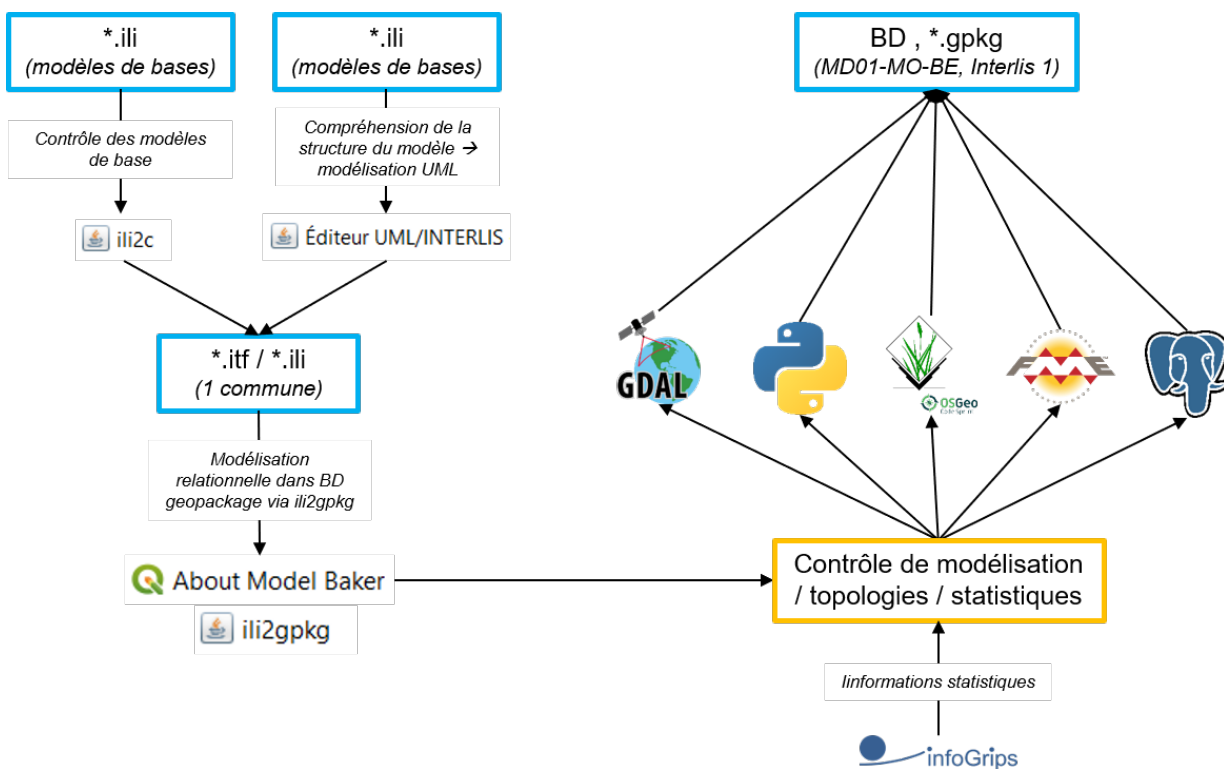 *.ili
(modèles de bases)
*.ili
(modèles de bases)
BD , *.gpkg
(MD01-MO-BE, Interlis 1)
Contrôle des modèles
de base
Compréhension de la
structure du modèle →
modélisation UML
ili2c
Éditeur UML/INTERLIS
*.itf / *.ili
(1 commune)
GDAL
OSGeo
FME
Modélisation
relationnelle dans BD
geopackage via ili2gpkg
About Model Baker
ili2gpkg
Contrôle de modélisation
/ topologies / statistiques
Iinformations statistiques
infoGrips